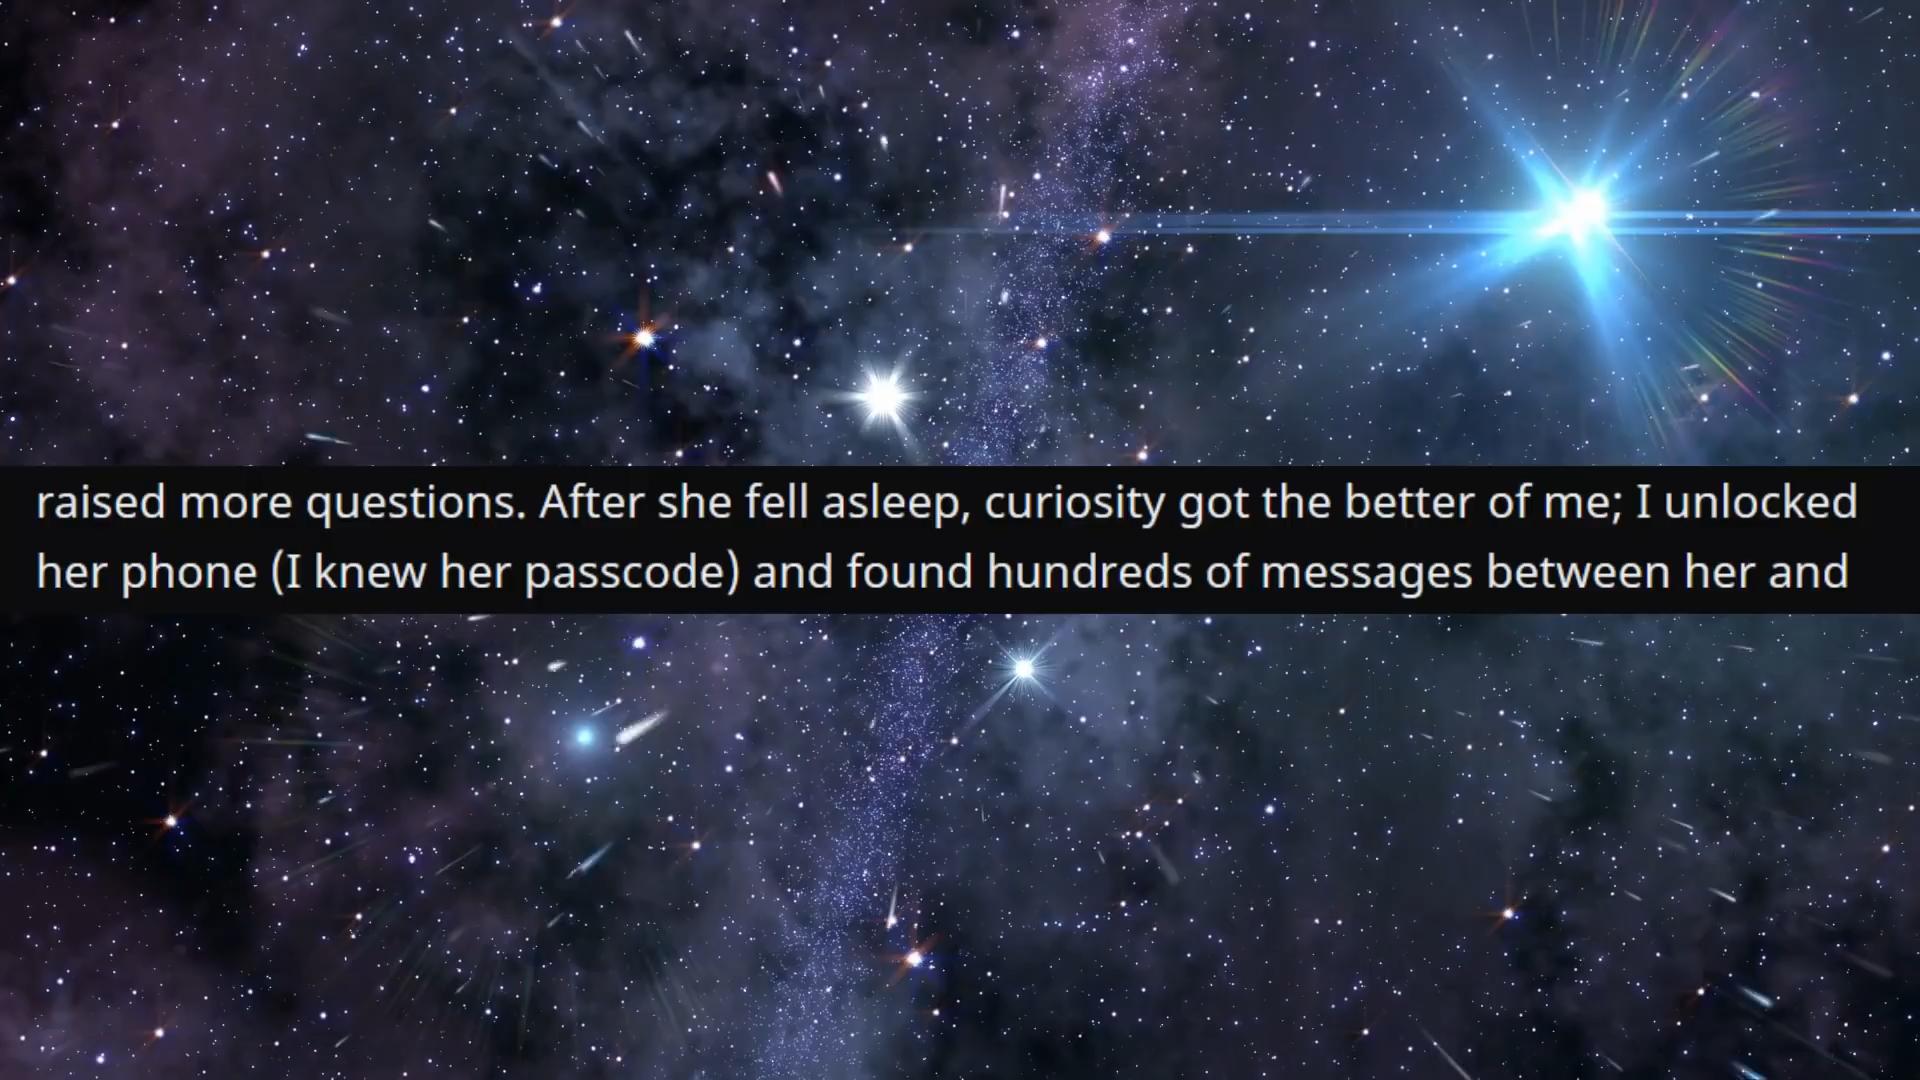 raised more questions. After she fell asleep, curiosity got the better of me; I unlocked
her phone (I knew her passcode) and found hundreds of messages between her and